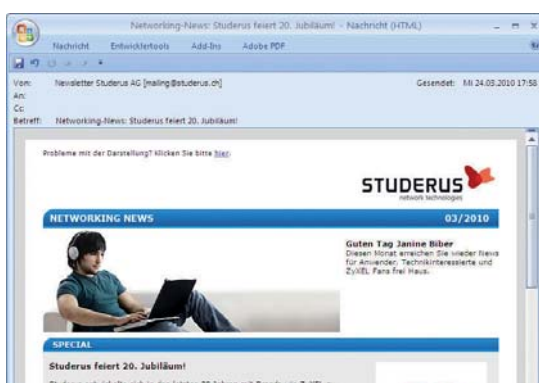 Networking-News: Studerus feiert 20. Jubiläum! - Nachricht (HTML)
Nachricht Entwicklertools Add-Ins Adobe PDF
Von: Newsletter Studerus AG [mailing@studerus.ch] Gesendet: Mi 24.03.2010 17:58
An:
Cc:
Betreff: Networking-News: Studerus feiert 20. Jubiläum!
Probleme mit der Darstellung? Klicken Sie bitte hier.
STUDERUS
network technologies
NETWORKING NEWS 03/2010
Guten Tag Janine Biber
Diesen Monat erreichen Sie wieder News
für Anwender, Technikinteressierte und
ZyXEL Fans frei Haus.
SPECIAL
Studerus feiert 20. Jubiläum!